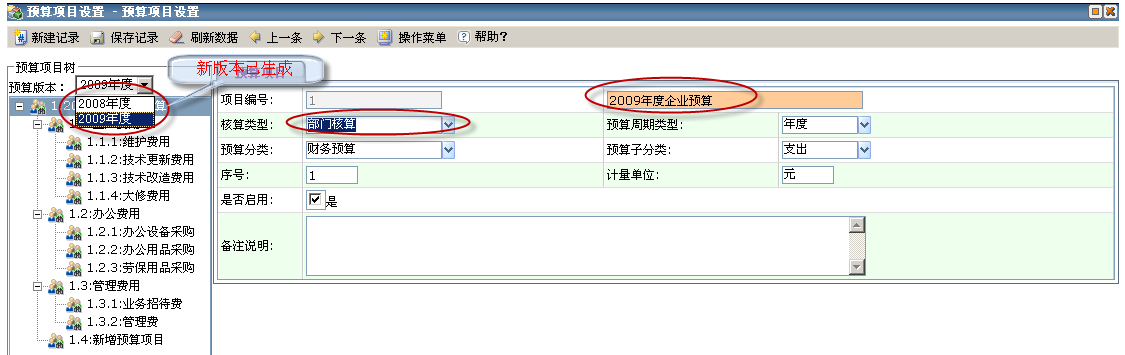 预算项目设置 - 预算项目设置
新建记录 保存记录 刷新数据 上一条 下一条 操作菜单 帮助?
预算项目树
新版本已生成
预算版本: 2009年度
2008年度
2009年度
项目编号: 1 2009年度企业预算
核算类型: 部门核算 预算周期类型: 年度
预算分类: 财务预算 预算子分类: 支出
序号: 1 计量单位: 元
是否启用: 是
备注说明:
1.1.1:维护费用
1.1.2:技术更新费用
1.1.3:技术改造费用
1.1.4:大修费用
1.2:办公费用
1.2.1:办公设备采购
1.2.2:办公用品采购
1.2.3:劳保用品采购
1.3:管理费用
1.3.1:业务招待费
1.3.2:管理费
1.4:新增预算项目